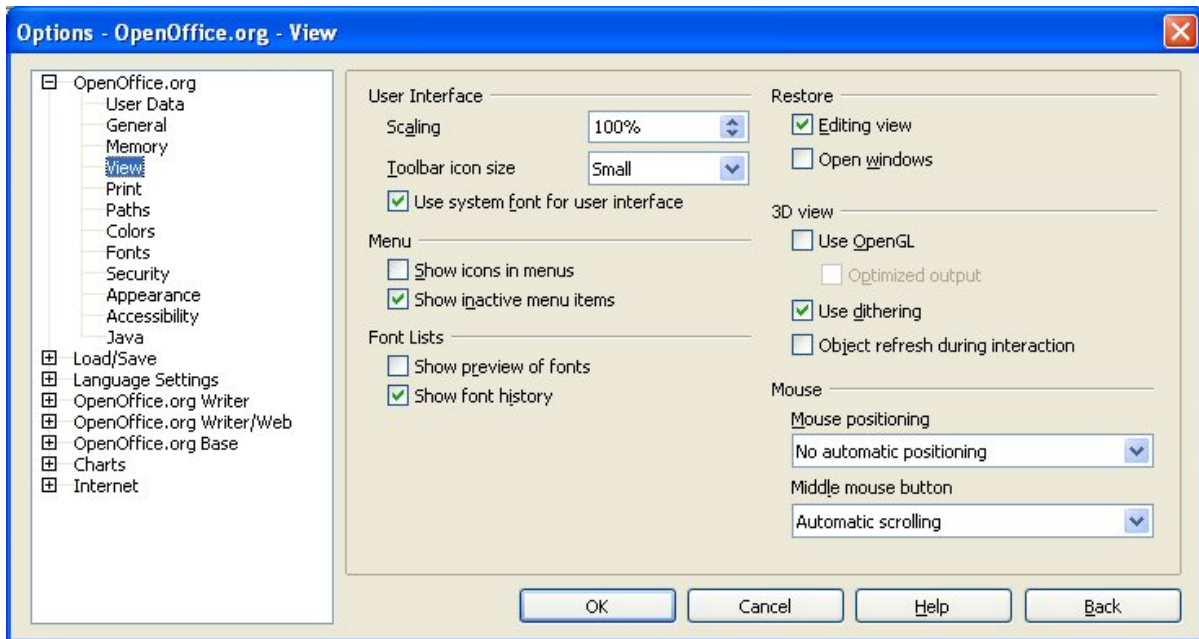 Options - OpenOffice.org - View
OpenOffice.org
User Data
General
Memory
View
Print
Paths
Colors
Fonts
Security
Appearance
Accessibility
Java
Load/Save
Language Settings
OpenOffice.org Writer
OpenOffice.org Writer/Web
OpenOffice.org Base
Charts
Internet
User Interface
Scaling 100%
Toolbar icon size Small
Use system font for user interface
Menu
Show icons in menus
Show inactive menu items
Font Lists
Show preview of fonts
Show font history
Restore
Editing view
Open windows
3D view
Use OpenGL
Optimized output
Use dithering
Object refresh during interaction
Mouse
Mouse positioning
No automatic positioning
Middle mouse button
Automatic scrolling
OK Cancel Help Back